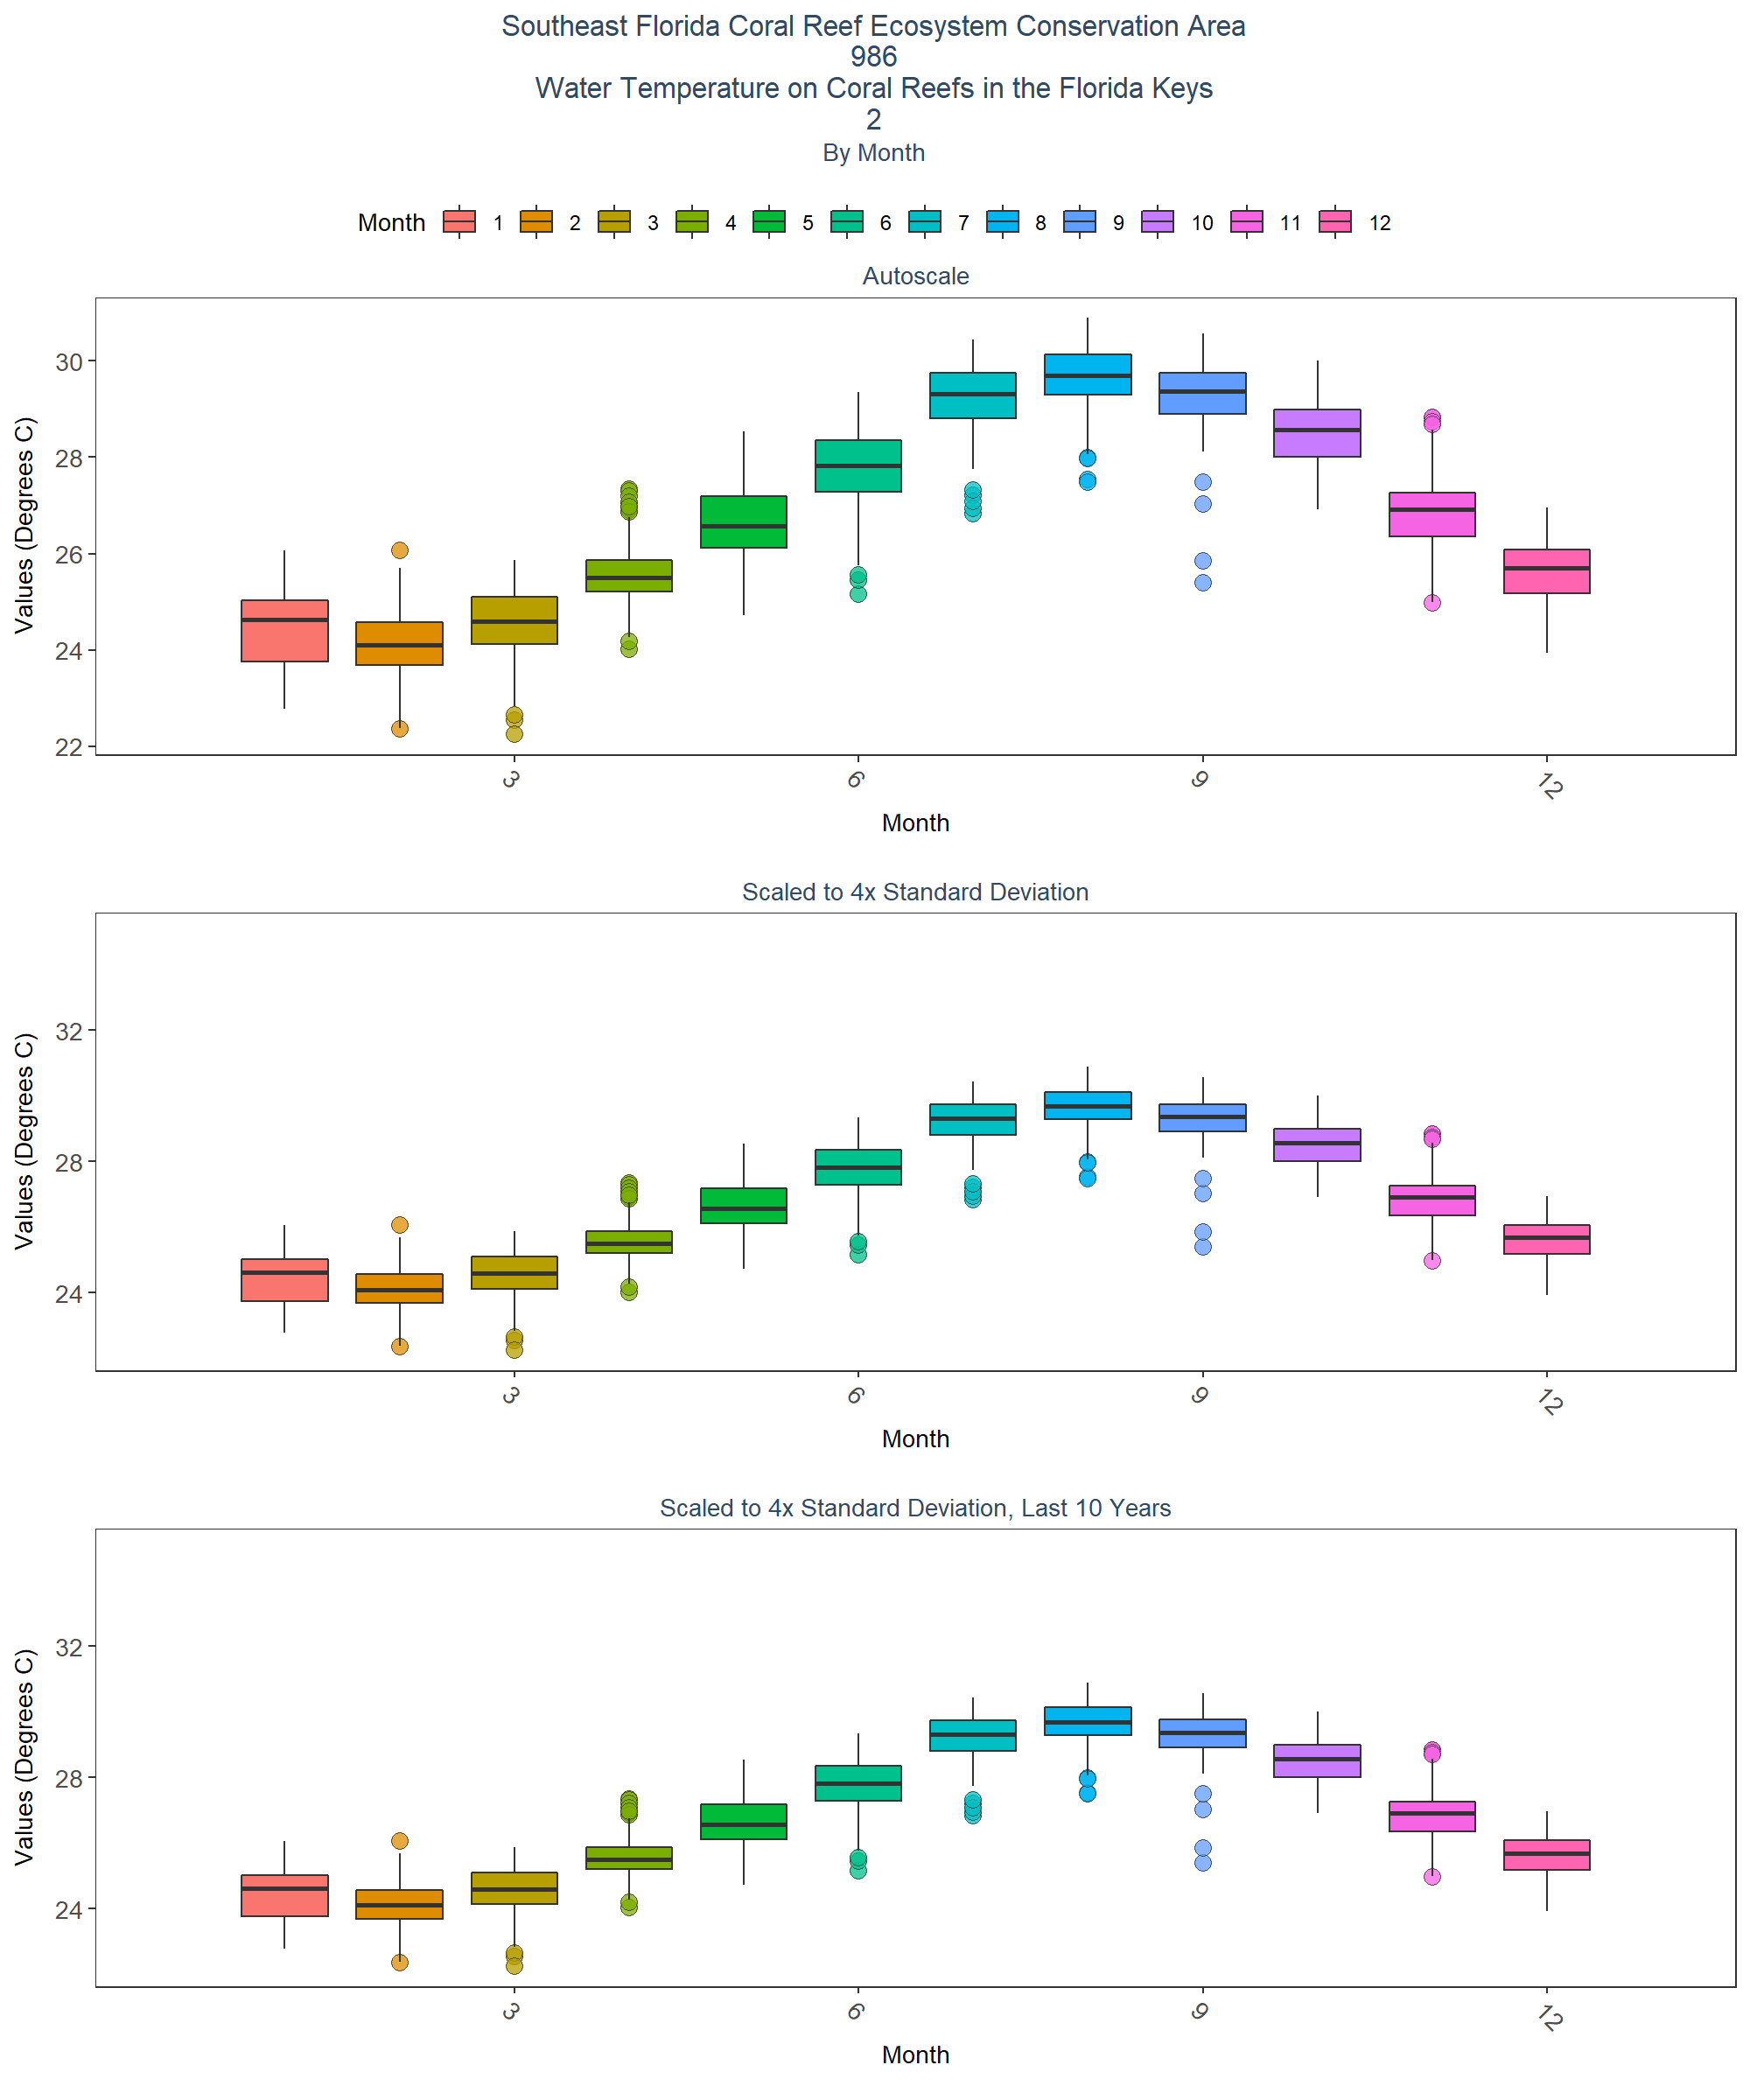 Southeast Florida Coral Reef Ecosystem Conservation Area
986
Water Temperature on Coral Reefs in the Florida Keys
2
By Month
Month 1 2 3 4 5 6 7 8 9 10 11 12
Autoscale
Values (Degrees C)
30
28
26
24
22
3 6 9 12
Month
Scaled to 4x Standard Deviation
Values (Degrees C)
32
28
24
3 6 9 12
Month
Scaled to 4x Standard Deviation, Last 10 Years
Values (Degrees C)
32
28
24
3 6 9 12
Month